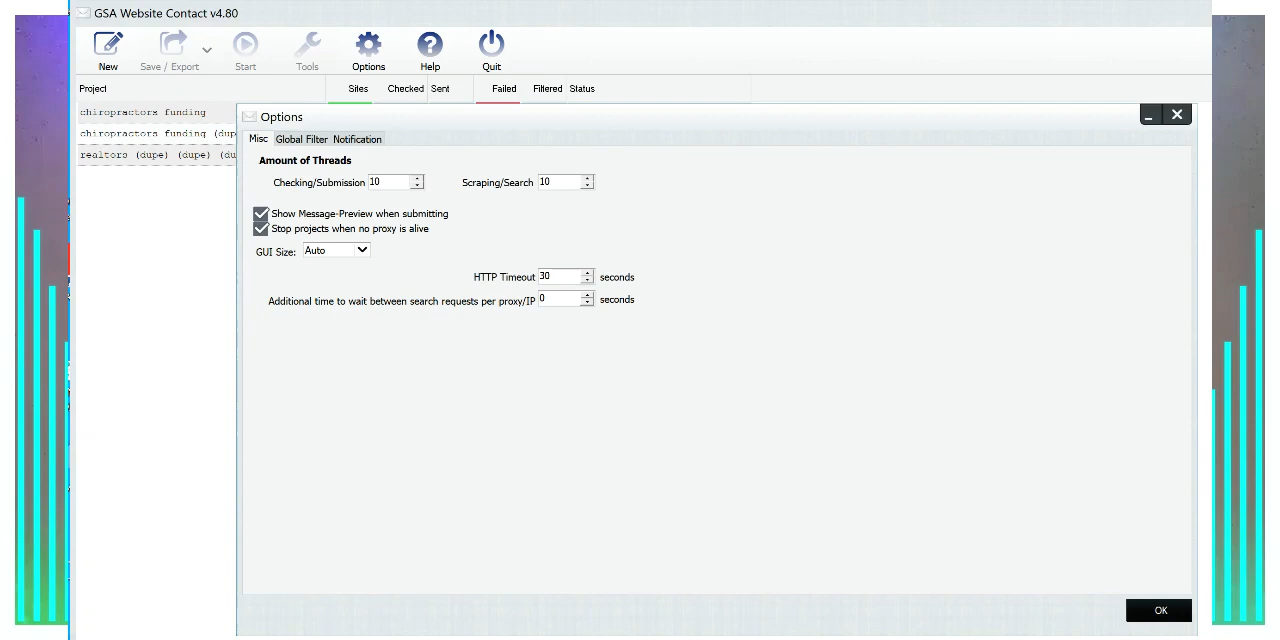 GSA Website Contact v4.80
New Save / Export Start Tools Options Help Quit
Project Sites Checked Sent Failed Filtered Status
chiropractors funding
chiropractors funding (dupe
realtors (dupe) (dupe) (du
Options
Misc Global Filter Notification
Amount of Threads
Checking/Submission 10 Scraping/Search 10
Show Message-Preview when submitting
Stop projects when no proxy is alive
GUI Size: Auto
HTTP Timeout 30 seconds
Additional time to wait between search requests per proxy/IP 0 seconds
OK